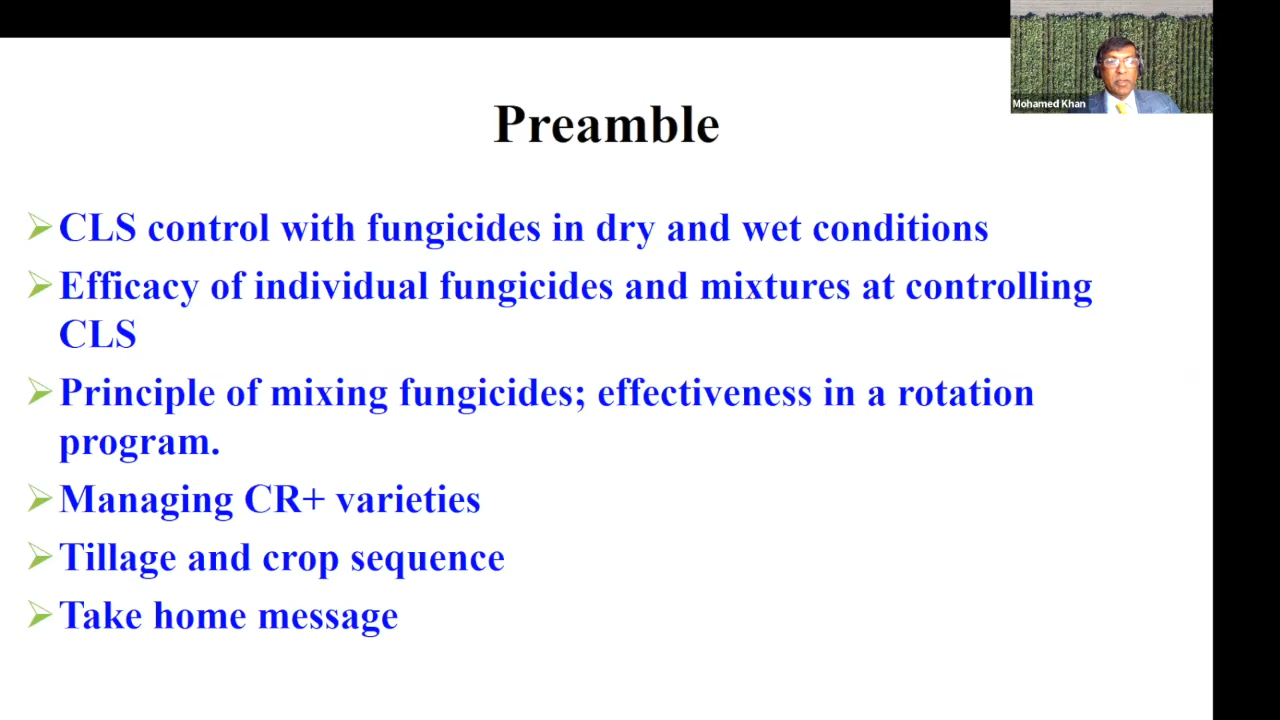 Mohamed Khan
Preamble
CLS control with fungicides in dry and wet conditions
Efficacy of individual fungicides and mixtures at controlling
CLS
Principle of mixing fungicides; effectiveness in a rotation
program.
Managing CR+ varieties
Tillage and crop sequence
Take home message